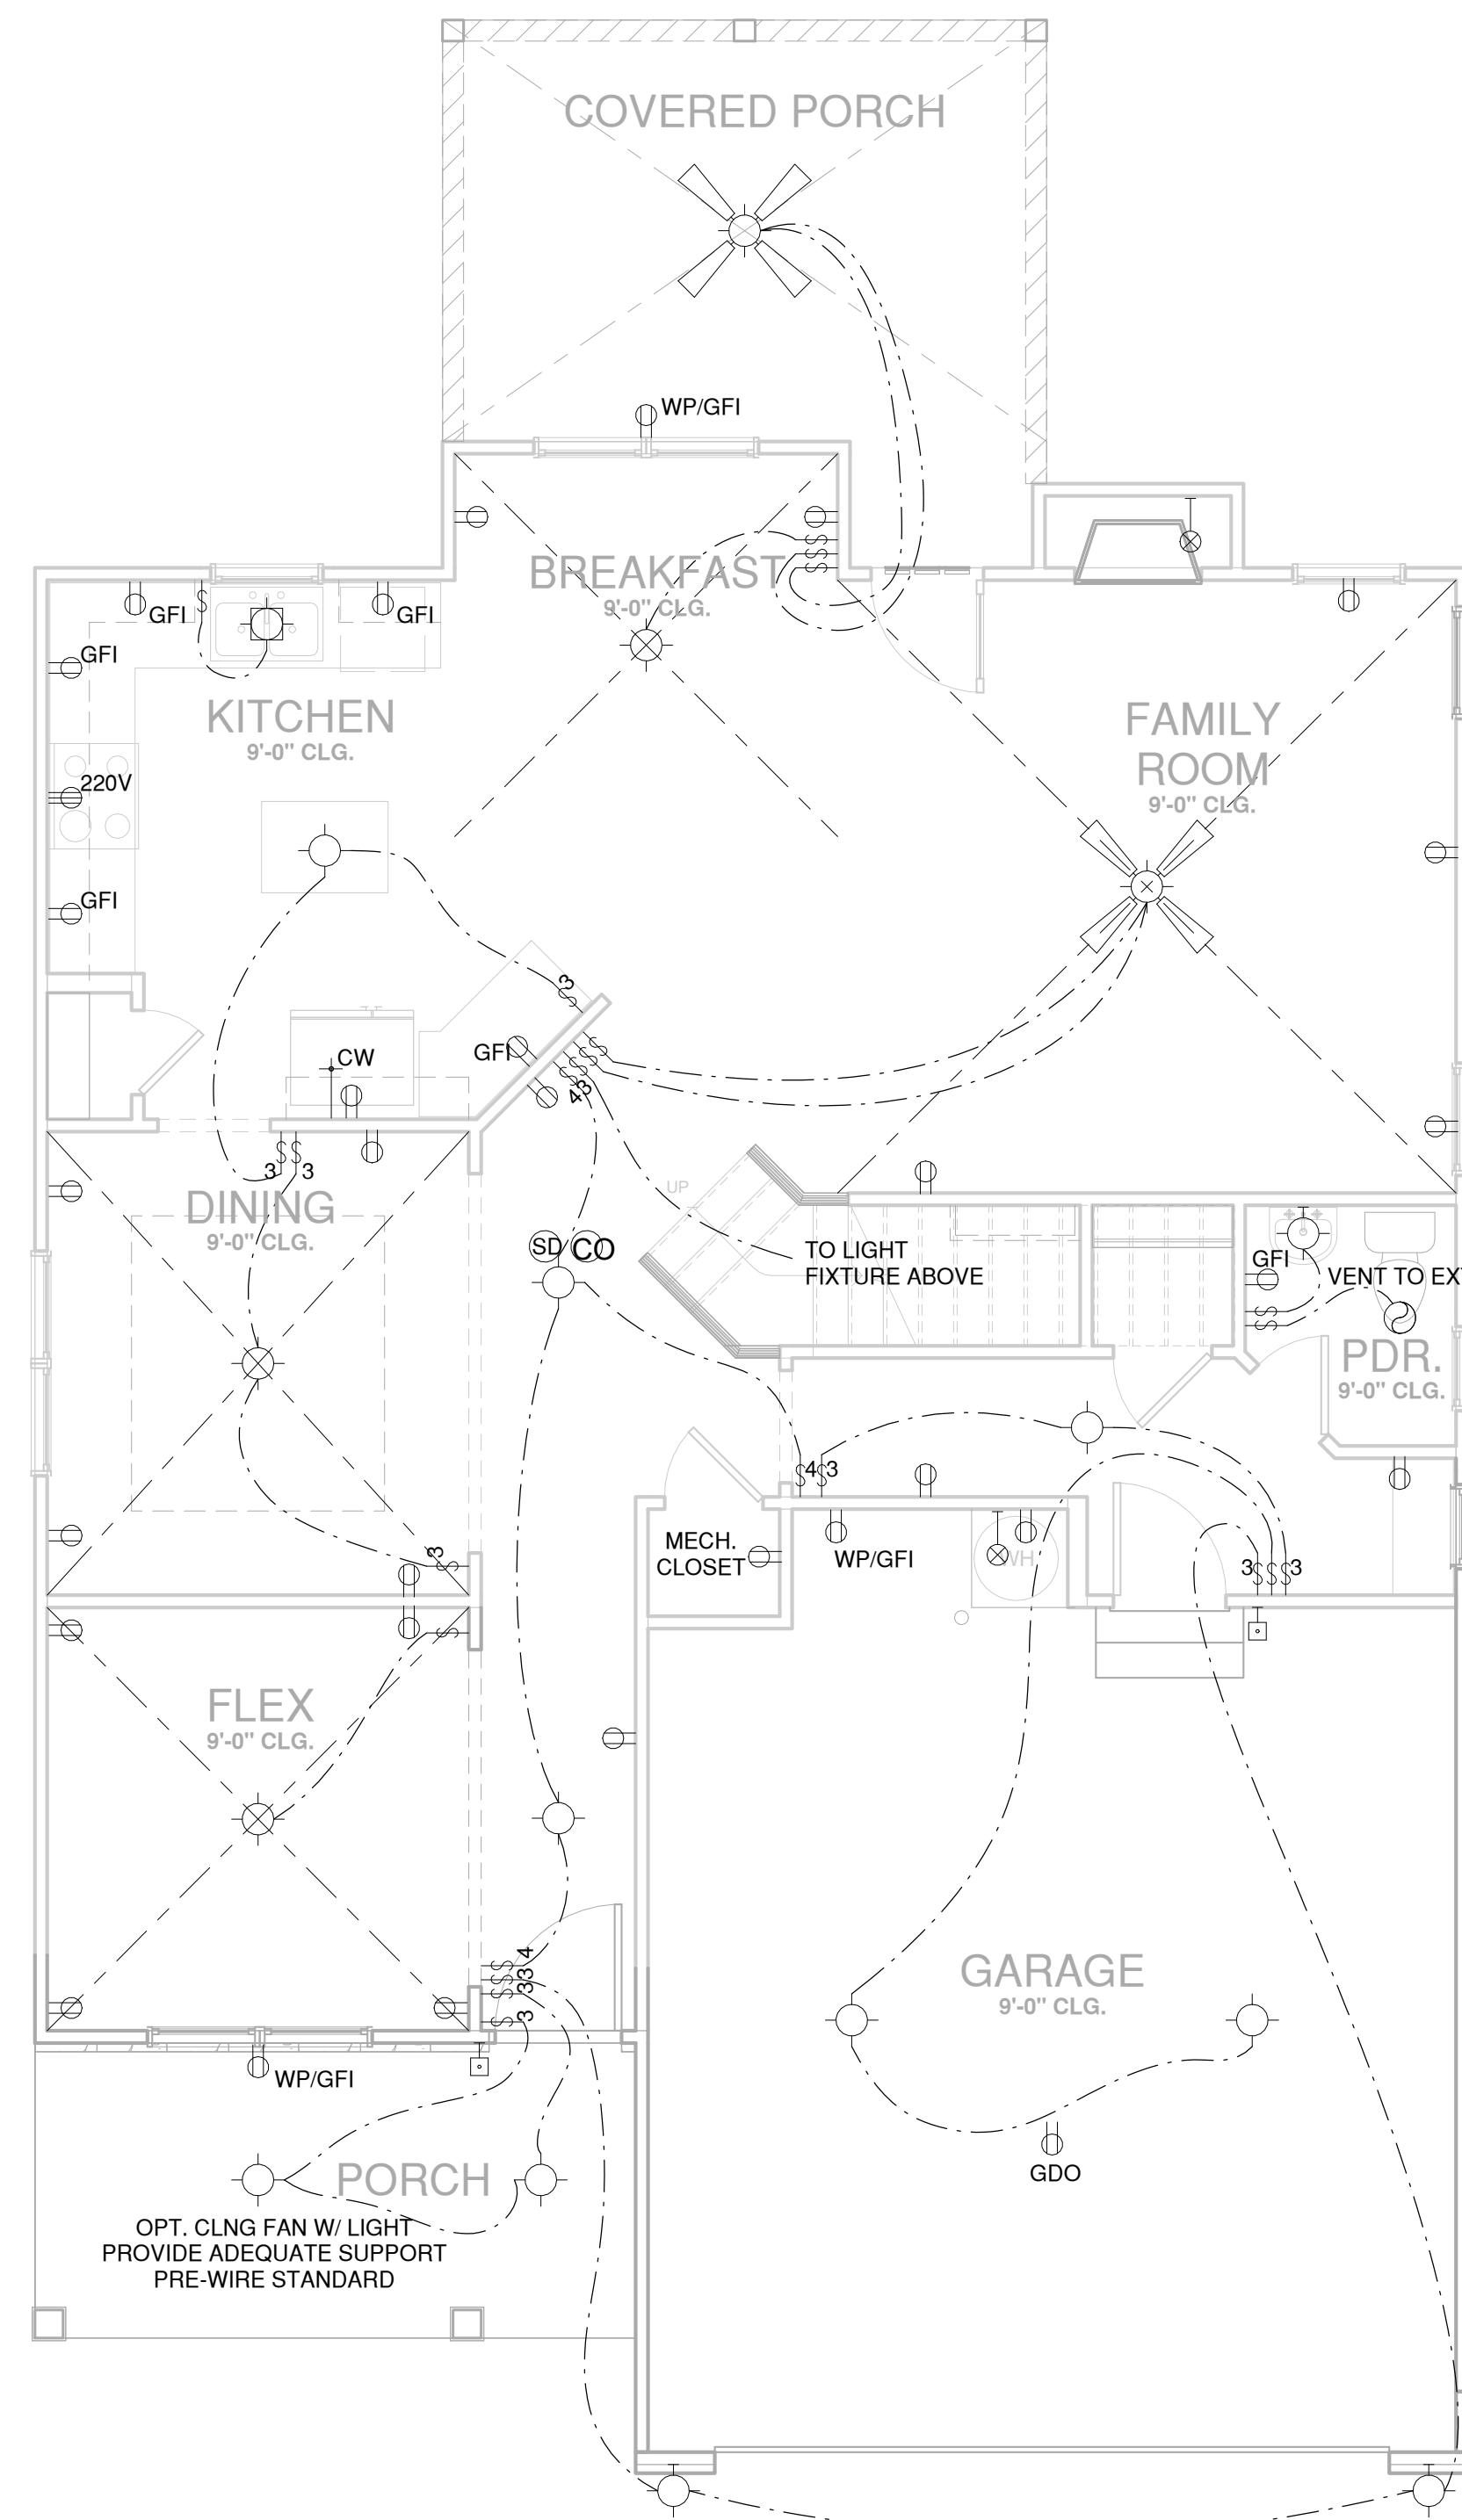 COVERED PORCH
WP/GFI
BREAKFAST
9'-0" CLG.
GFI
GFI
GFI
KITCHEN
9'-0" CLG.
FAMILY
ROOM
9'-0" CLG.
220V
GFI
3
CW
GFI
4
3
3
3
DINING
9'-0" CLG.
UP
SD
CO
TO LIGHT
FIXTURE ABOVE
GFI
VENT TO EX
PDR.
9'-0" CLG.
4
3
MECH.
CLOSET
WP/GFI
WH
3
3
3
FLEX
9'-0" CLG.
4
3
3
3
GARAGE
9'-0" CLG.
WP/GFI
GDO
PORCH
OPT. CLNG FAN W/ LIGHT
PROVIDE ADEQUATE SUPPORT
PRE-WIRE STANDARD